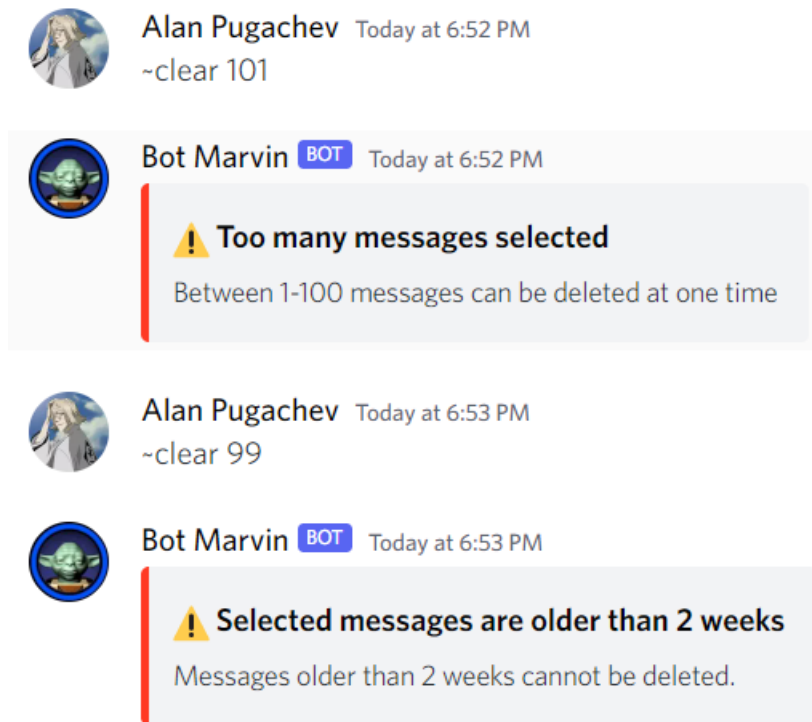 Alan Pugachev Today at 6:52 PM
~clear 101
Bot Marvin BOT Today at 6:52 PM
⚠️ Too many messages selected
Between 1-100 messages can be deleted at one time
Alan Pugachev Today at 6:53 PM
~clear 99
Bot Marvin BOT Today at 6:53 PM
⚠️ Selected messages are older than 2 weeks
Messages older than 2 weeks cannot be deleted.